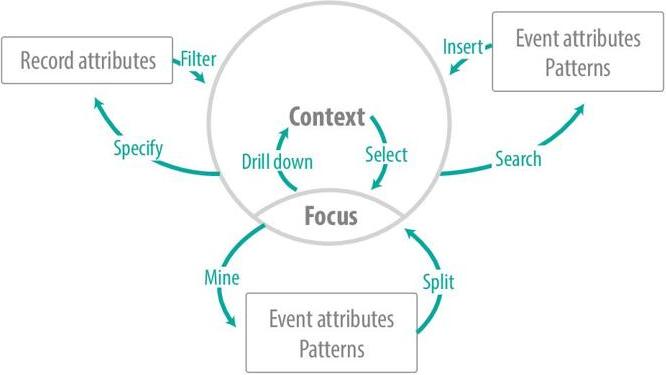 Event attributes
Patterns
Insert
Record attributes
Filter
Context
Specify
Drill down
Select
Search
Focus
Mine
Split
Event attributes
Patterns